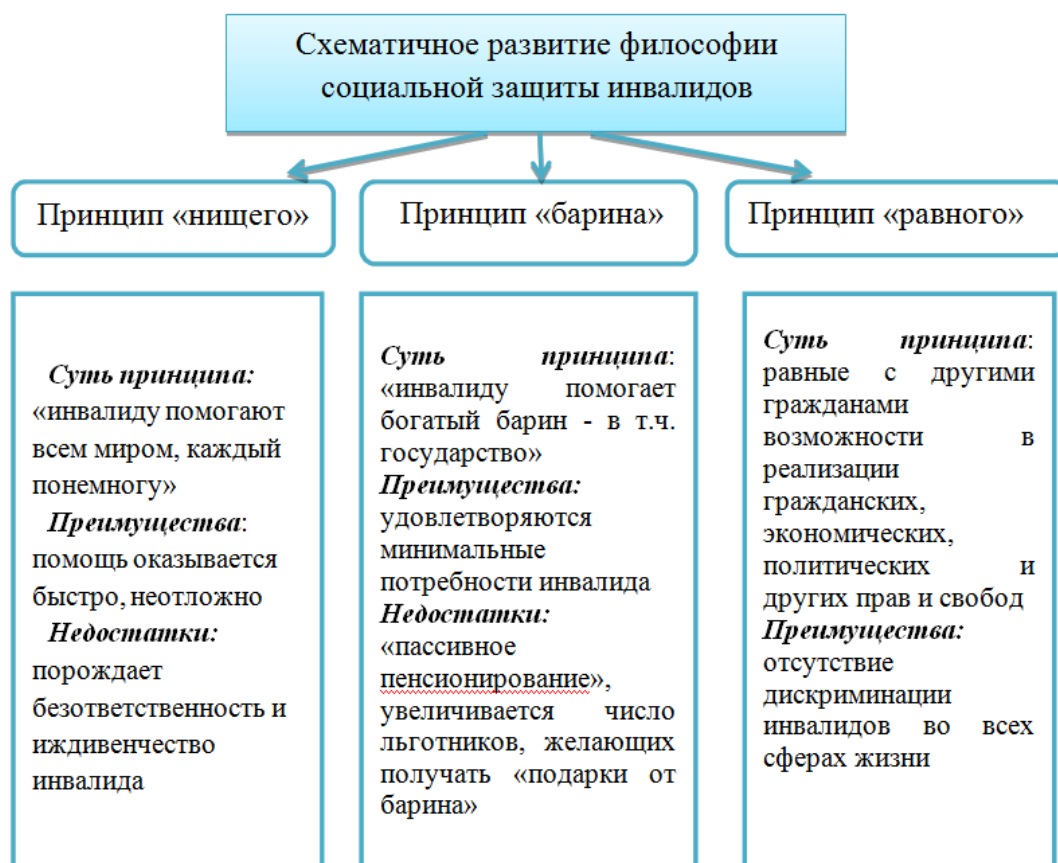 Схематичное развитие философии
социальной защиты инвалидов
Принцип «нищего»
Принцип «барина»
Принцип «равного»
Суть принципа:
«инвалиду помогают
всем миром, каждый
понемногу»
Преимущества:
помощь оказывается
быстро, неотложно
Недостатки:
порождает
безответственность и
иждивенчество
инвалида
Суть принципа:
«инвалиду помогает
богатый барин - в т.ч.
государство»
Преимущества:
удовлетворяются
минимальные
потребности инвалида
Недостатки:
«пассивное
пенсионирование»,
увеличивается число
льготников, желающих
получать «подарки от
барина»
Суть принципа:
равные с другими
гражданами
возможности в
реализации
гражданских,
экономических,
политических и
других прав и свобод
Преимущества:
отсутствие
дискриминации
инвалидов во всех
сферах жизни